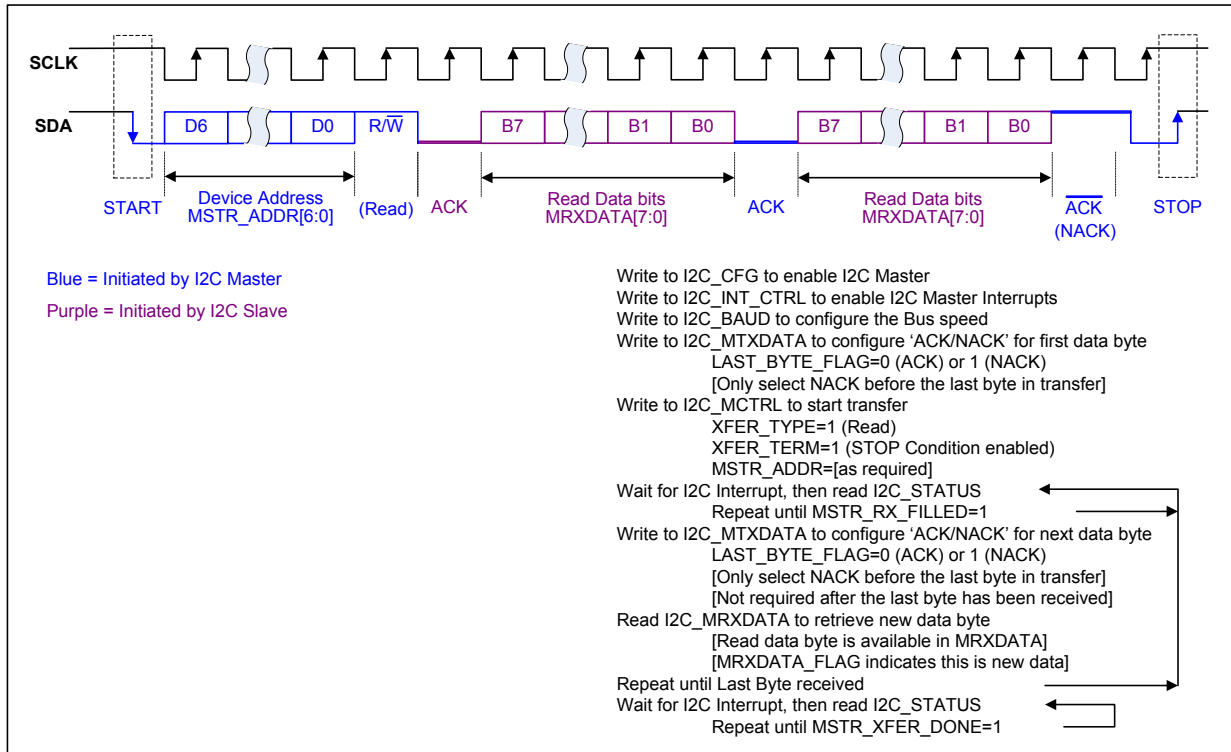 SCLK
SDA
D6 D0 R/W B7 B1 B0 B7 B1 B0
START
Device Address
MSTR_ADDR[6:0]
(Read)
ACK
Read Data bits
MRXDATA[7:0]
ACK
Read Data bits
MRXDATA[7:0]
ACK
(NACK)
STOP
Blue = Initiated by I2C Master
Purple = Initiated by I2C Slave
Write to I2C_CFG to enable I2C Master
Write to I2C_INT_CTRL to enable I2C Master Interrupts
Write to I2C_BAUD to configure the Bus speed
Write to I2C_MTXDATA to configure ‘ACK/NACK’ for first data byte
LAST_BYTE_FLAG=0 (ACK) or 1 (NACK)
[Only select NACK before the last byte in transfer]
Write to I2C_MCTRL to start transfer
XFER_TYPE=1 (Read)
XFER_TERM=1 (STOP Condition enabled)
MSTR_ADDR=[as required]
Wait for I2C Interrupt, then read I2C_STATUS
Repeat until MSTR_RX_FILLED=1
Write to I2C_MTXDATA to configure ‘ACK/NACK’ for next data byte
LAST_BYTE_FLAG=0 (ACK) or 1 (NACK)
[Only select NACK before the last byte in transfer]
[Not required after the last byte has been received]
Read I2C_MRXDATA to retrieve new data byte
[Read data byte is available in MRXDATA]
[MRXDATA_FLAG indicates this is new data]
Repeat until Last Byte received
Wait for I2C Interrupt, then read I2C_STATUS
Repeat until MSTR_XFER_DONE=1